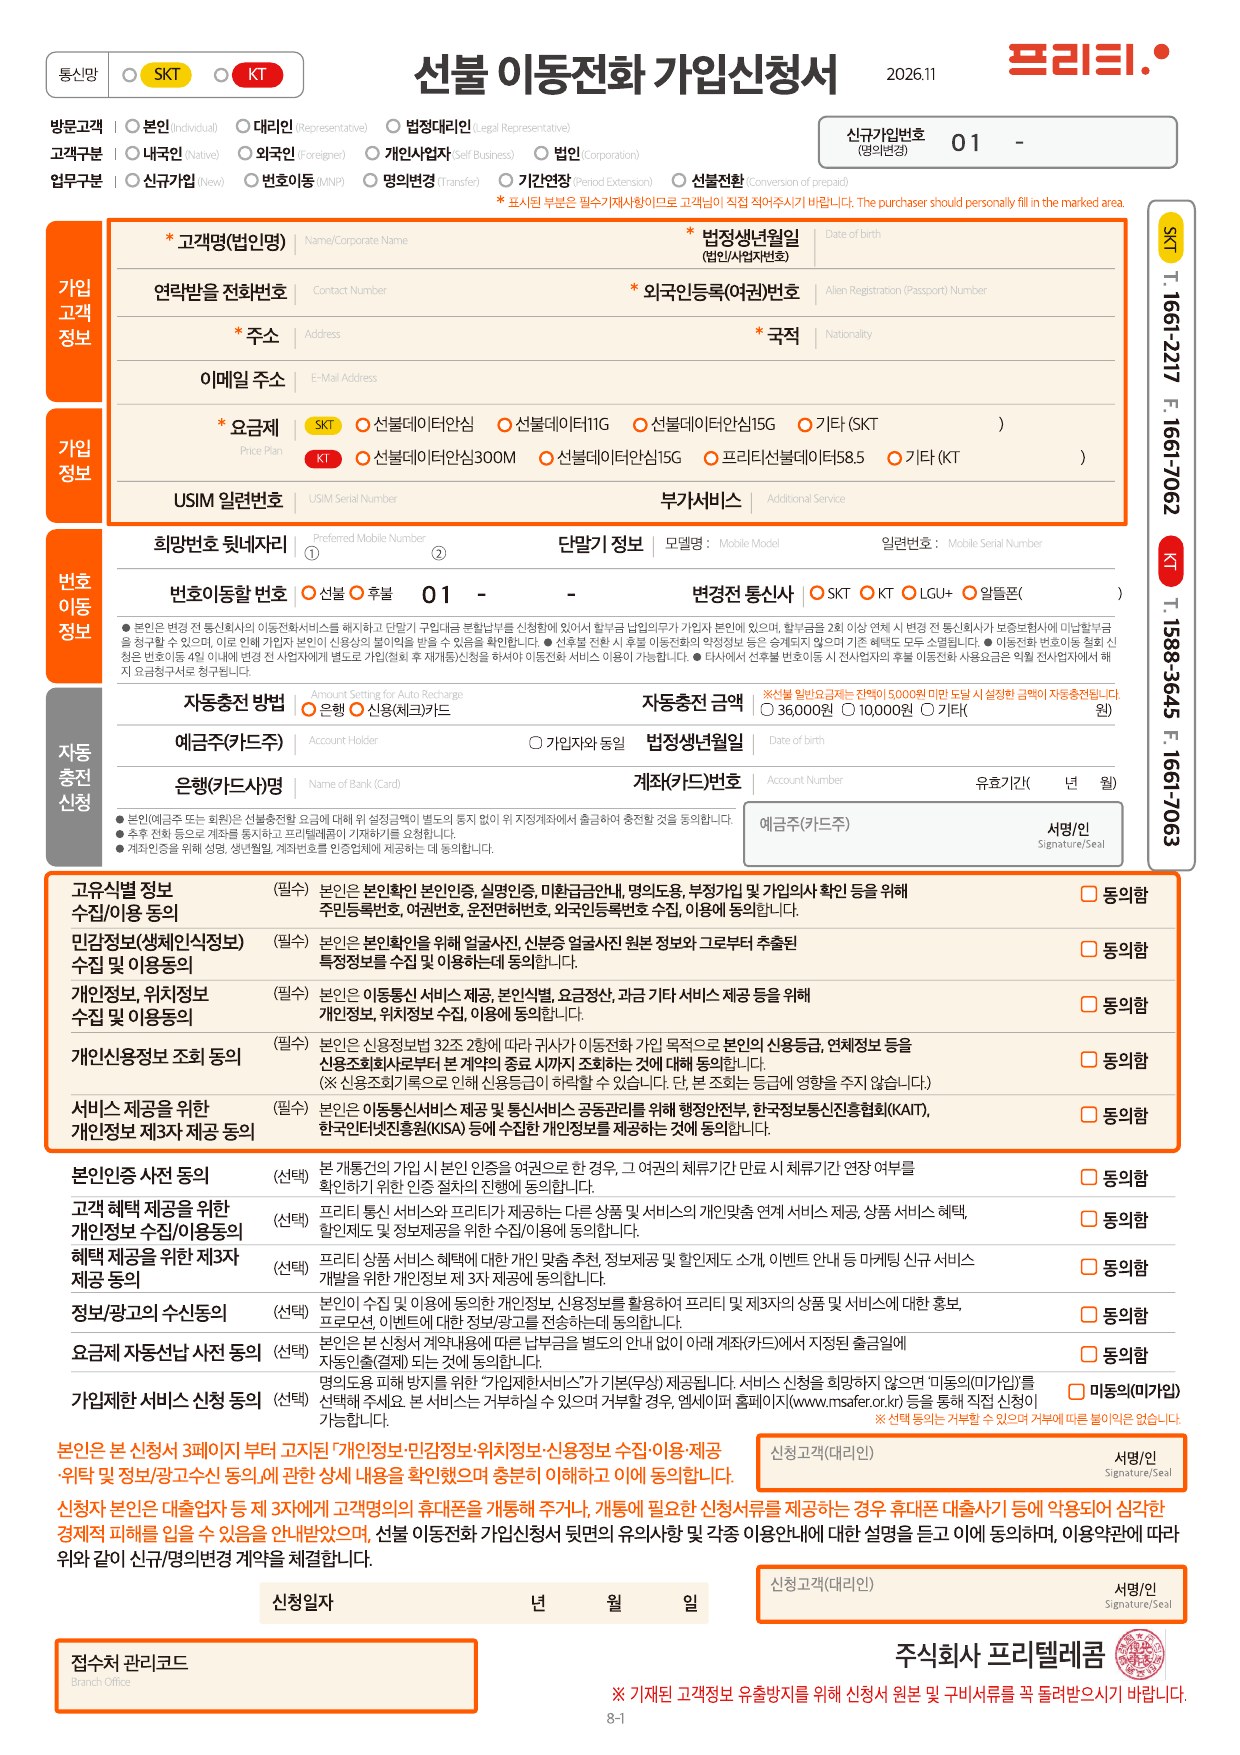 통신망 SKT KT
선불 이동전화 가입신청서 2026.11
프리티.
방문고객 본인(Individual) 대리인(Representative) 법정대리인(Legal Representative)
고객구분 내국인(Native) 외국인(Foreigner) 개인사업자(Self Business) 법인(Corporation)
업무구분 신규가입(New) 번호이동(MNP) 명의변경(Transfer) 기간연장(Period Extension) 선불전환(Conversion of prepaid)
신규가입번호 01 -
(명의변경)
* 표시된 부분은 필수기재사항이므로 고객님이 직접 적어주시기 바랍니다. The purchaser should personally fill in the marked area.
가입
고객
정보
* 고객명(법인명) Name/Corporate Name * 법정생년월일 Date of birth
(법인/사업자번호)
연락받을 전화번호 Contact Number * 외국인등록(여권)번호 Alien Registration (Passport) Number
* 주소 Address * 국적 Nationality
이메일 주소 E-Mail Address
가입
정보
* 요금제 SKT 선불데이터안심 선불데이터11G 선불데이터안심15G 기타 (SKT )
Price Plan KT 선불데이터안심300M 선불데이터안심15G 프리티선불데이터58.5 기타 (KT )
USIM 일련번호 USIM Serial Number 부가서비스 Additional Service
번호
이동
정보
희망번호 뒷네자리 Preferred Mobile Number ① ② 단말기 정보 모델명 : Mobile Model 일련번호 : Mobile Serial Number
번호이동할 번호 선불 후불 01 - - 변경전 통신사 SKT KT LGU+ 알뜰폰( )
● 본인은 변경 전 통신회사의 이동전화서비스를 해지하고 단말기 구입대금 분할납부를 신청함에 있어서 할부금 납입의무가 가입자 본인에 있으며, 할부금을 2회 이상 연체 시 변경 전 통신회사가 보증보험사에 미납할부금
을 청구할 수 있으며, 이로 인해 가입자 본인이 신용상의 불이익을 받을 수 있음을 확인합니다. ● 선후불 전환 시 후불 이동전화의 약정정보 등은 승계되지 않으며 기존 혜택도 모두 소멸됩니다. ● 이동전화 번호이동 철회 신
청은 번호이동 4일 이내에 변경 전 사업자에게 별도로 가입(철회 후 재개통)신청을 하셔야 이동전화 서비스 이용이 가능합니다. ● 타사에서 선후불 번호이동 시 전사업자의 후불 이동전화 사용요금은 익월 전사업자에서 해
지 요금청구서로 청구됩니다.
자동
충전
신청
자동충전 방법 Amount Setting for Auto Recharge 은행 신용(체크)카드 자동충전 금액 ※선불 일반요금제는 잔액이 5,000원 미만 도달 시 설정한 금액이 자동충전됩니다.
36,000원 10,000원 기타( 원)
예금주(카드주) Account Holder 가입자와 동일 법정생년월일 Date of birth
은행(카드사)명 Name of Bank (Card) 계좌(카드)번호 Account Number 유효기간( 년 월)
● 본인(예금주 또는 회원)은 선불충전할 요금에 대해 위 설정금액이 별도의 통지 없이 위 지정계좌에서 출금하여 충전할 것을 동의합니다.
● 추후 전화 등으로 계좌를 통지하고 프리텔레콤이 기재하기를 요청합니다.
● 계좌인증을 위해 성명, 생년월일, 계좌번호를 인증업체에 제공하는 데 동의합니다.
예금주(카드주) 서명/인
Signature/Seal
SKT T. 1661-2217 F. 1661-7062 KT T. 1588-3645 F. 1661-7063
고유식별 정보
수집/이용 동의 (필수) 본인은 본인확인 본인인증, 실명인증, 미환급금안내, 명의도용, 부정가입 및 가입의사 확인 등을 위해
주민등록번호, 여권번호, 운전면허번호, 외국인등록번호 수집, 이용에 동의합니다. 동의함
민감정보(생체인식정보)
수집 및 이용동의 (필수) 본인은 본인확인을 위해 얼굴사진, 신분증 얼굴사진 원본 정보와 그로부터 추출된
특정정보를 수집 및 이용하는데 동의합니다. 동의함
개인정보, 위치정보
수집 및 이용동의 (필수) 본인은 이동통신 서비스 제공, 본인식별, 요금정산, 과금 기타 서비스 제공 등을 위해
개인정보, 위치정보 수집, 이용에 동의합니다. 동의함
개인신용정보 조회 동의 (필수) 본인은 신용정보법 32조 2항에 따라 귀사가 이동전화 가입 목적으로 본인의 신용등급, 연체정보 등을
신용조회회사로부터 본 계약의 종료 시까지 조회하는 것에 대해 동의합니다.
(※ 신용조회기록으로 인해 신용등급이 하락할 수 있습니다. 단, 본 조회는 등급에 영향을 주지 않습니다.) 동의함
서비스 제공을 위한
개인정보 제3자 제공 동의 (필수) 본인은 이동통신서비스 제공 및 통신서비스 공동관리를 위해 행정안전부, 한국정보통신진흥협회(KAIT),
한국인터넷진흥원(KISA) 등에 수집한 개인정보를 제공하는 것에 동의합니다. 동의함
본인인증 사전 동의 (선택) 본 개통건의 가입 시 본인 인증을 여권으로 한 경우, 그 여권의 체류기간 만료 시 체류기간 연장 여부를
확인하기 위한 인증 절차의 진행에 동의합니다. 동의함
고객 혜택 제공을 위한
개인정보 수집/이용동의 (선택) 프리티 통신 서비스와 프리티가 제공하는 다른 상품 및 서비스의 개인맞춤 연계 서비스 제공, 상품 서비스 혜택,
할인제도 및 정보제공을 위한 수집/이용에 동의합니다. 동의함
혜택 제공을 위한 제3자
제공 동의 (선택) 프리티 상품 서비스 혜택에 대한 개인 맞춤 추천, 정보제공 및 할인제도 소개, 이벤트 안내 등 마케팅 신규 서비스
개발을 위한 개인정보 제 3자 제공에 동의합니다. 동의함
정보/광고의 수신동의 (선택) 본인이 수집 및 이용에 동의한 개인정보, 신용정보를 활용하여 프리티 및 제3자의 상품 및 서비스에 대한 홍보,
프로모션, 이벤트에 대한 정보/광고를 전송하는데 동의합니다. 동의함
요금제 자동선납 사전 동의 (선택) 본인은 본 신청서 계약내용에 따른 납부금을 별도의 안내 없이 아래 계좌(카드)에서 지정된 출금일에
자동인출(결제) 되는 것에 동의합니다. 동의함
가입제한 서비스 신청 동의 (선택) 명의도용 피해 방지를 위한 “가입제한서비스”가 기본(무상) 제공됩니다. 서비스 신청을 희망하지 않으면 ‘미동의(미가입)’를
선택해 주세요. 본 서비스는 거부하실 수 있으며 거부할 경우, 엠세이퍼 홈페이지(www.msafer.or.kr) 등을 통해 직접 신청이
가능합니다. 미동의(미가입)
※ 선택 동의는 거부할 수 있으며 거부에 따른 불이익은 없습니다.
본인은 본 신청서 3페이지 부터 고지된 「개인정보·민감정보·위치정보·신용정보 수집·이용·제공
·위탁 및 정보/광고수신 동의」에 관한 상세 내용을 확인했으며 충분히 이해하고 이에 동의합니다.
신청고객(대리인) 서명/인
Signature/Seal
신청자 본인은 대출업자 등 제 3자에게 고객명의의 휴대폰을 개통해 주거나, 개통에 필요한 신청서류를 제공하는 경우 휴대폰 대출사기 등에 악용되어 심각한
경제적 피해를 입을 수 있음을 안내받았으며, 선불 이동전화 가입신청서 뒷면의 유의사항 및 각종 이용안내에 대한 설명을 듣고 이에 동의하며, 이용약관에 따라
위와 같이 신규/명의변경 계약을 체결합니다.
신청일자 년 월 일
신청고객(대리인) 서명/인
Signature/Seal
접수처 관리코드
Branch Office
주식회사 프리텔레콤
※ 기재된 고객정보 유출방지를 위해 신청서 원본 및 구비서류를 꼭 돌려받으시기 바랍니다.
8-1